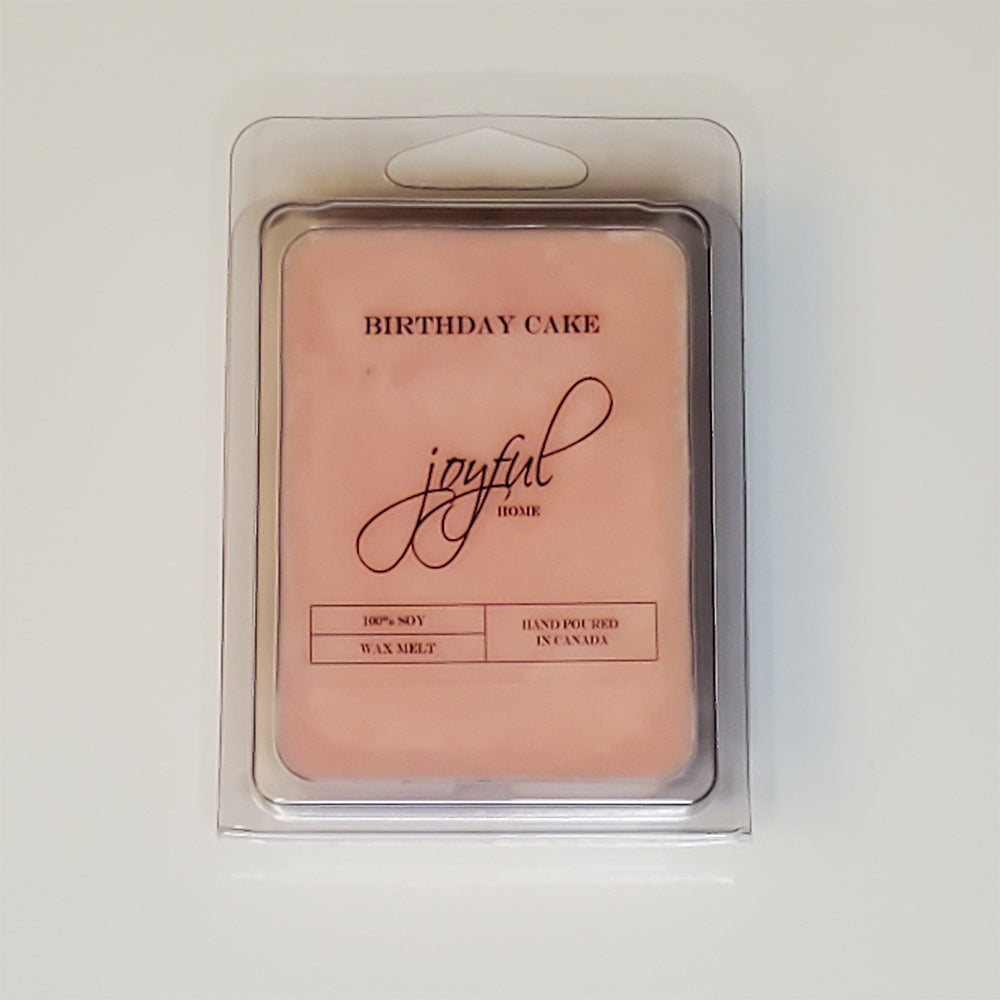 BIRTHDAY CAKE
joyful
HOME
100% SOY
WAX MELT
HAND POURED
IN CANADA